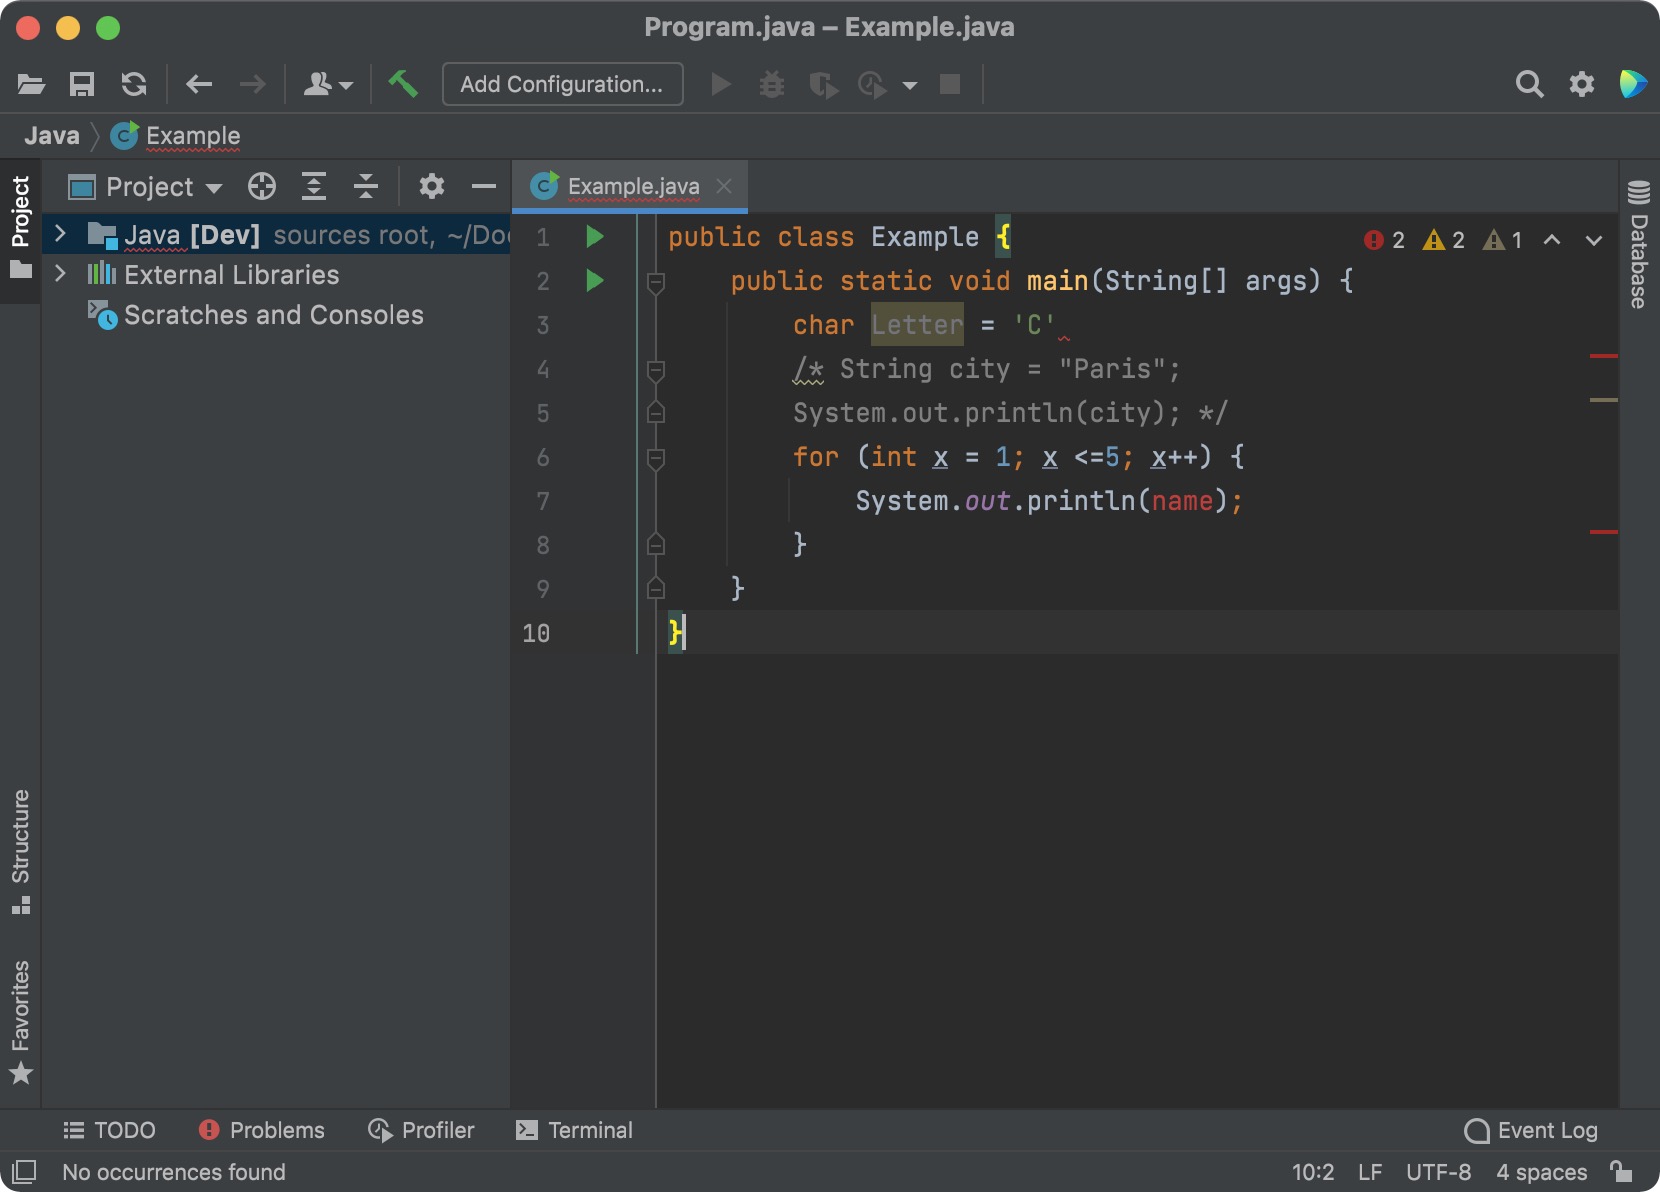 Program.java – Example.java
Add Configuration...
Java Example
Project
Project
Example.java
Java [Dev] sources root, ~/Do
External Libraries
Scratches and Consoles
2 2 1
1 public class Example {
2 public static void main(String[] args) {
3 char Letter = 'C'
4 /* String city = "Paris";
5 System.out.println(city); */
6 for (int x = 1; x <=5; x++) {
7 System.out.println(name);
8 }
9 }
10 }
Database
Structure
Favorites
TODO Problems Profiler Terminal Event Log
No occurrences found 10:2 LF UTF-8 4 spaces